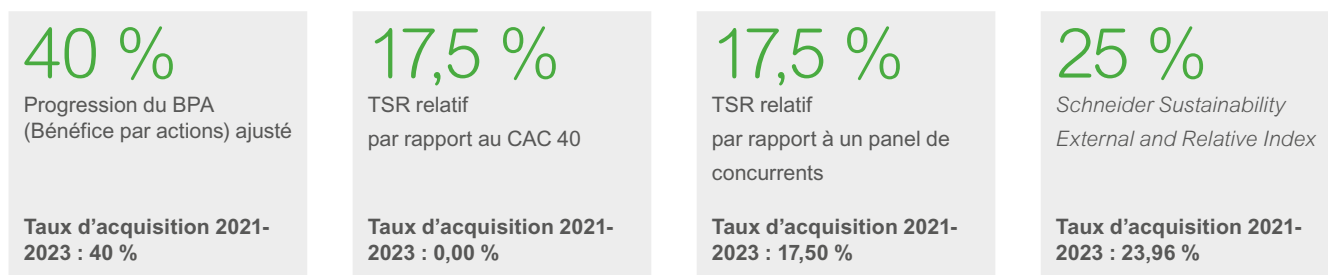 40 %
Progression du BPA
(Bénéfice par actions) ajusté
Taux d’acquisition 2021-
2023 : 40 %
17,5 %
TSR relatif
par rapport au CAC 40
Taux d’acquisition 2021-
2023 : 0,00 %
17,5 %
TSR relatif
par rapport à un panel de
concurrents
Taux d’acquisition 2021-
2023 : 17,50 %
25 %
Schneider Sustainability
External and Relative Index
Taux d’acquisition 2021-
2023 : 23,96 %